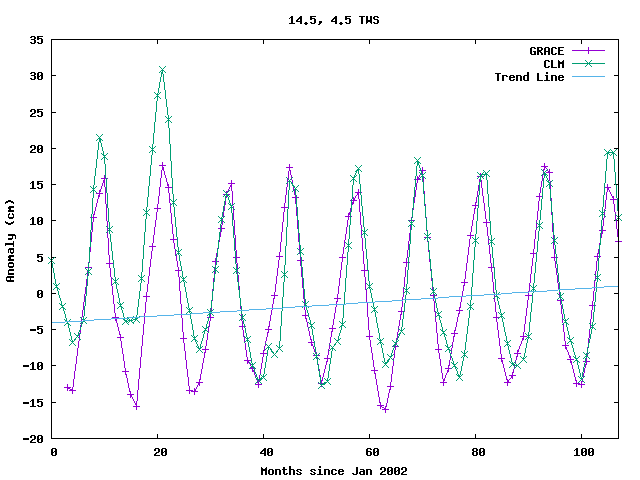 14.5, 4.5 TWS
GRACE
CLM
Trend Line
35
30
25
20
15
10
5
0
-5
-10
-15
-20
Anomaly (cm)
0 20 40 60 80 100
Months since Jan 2002